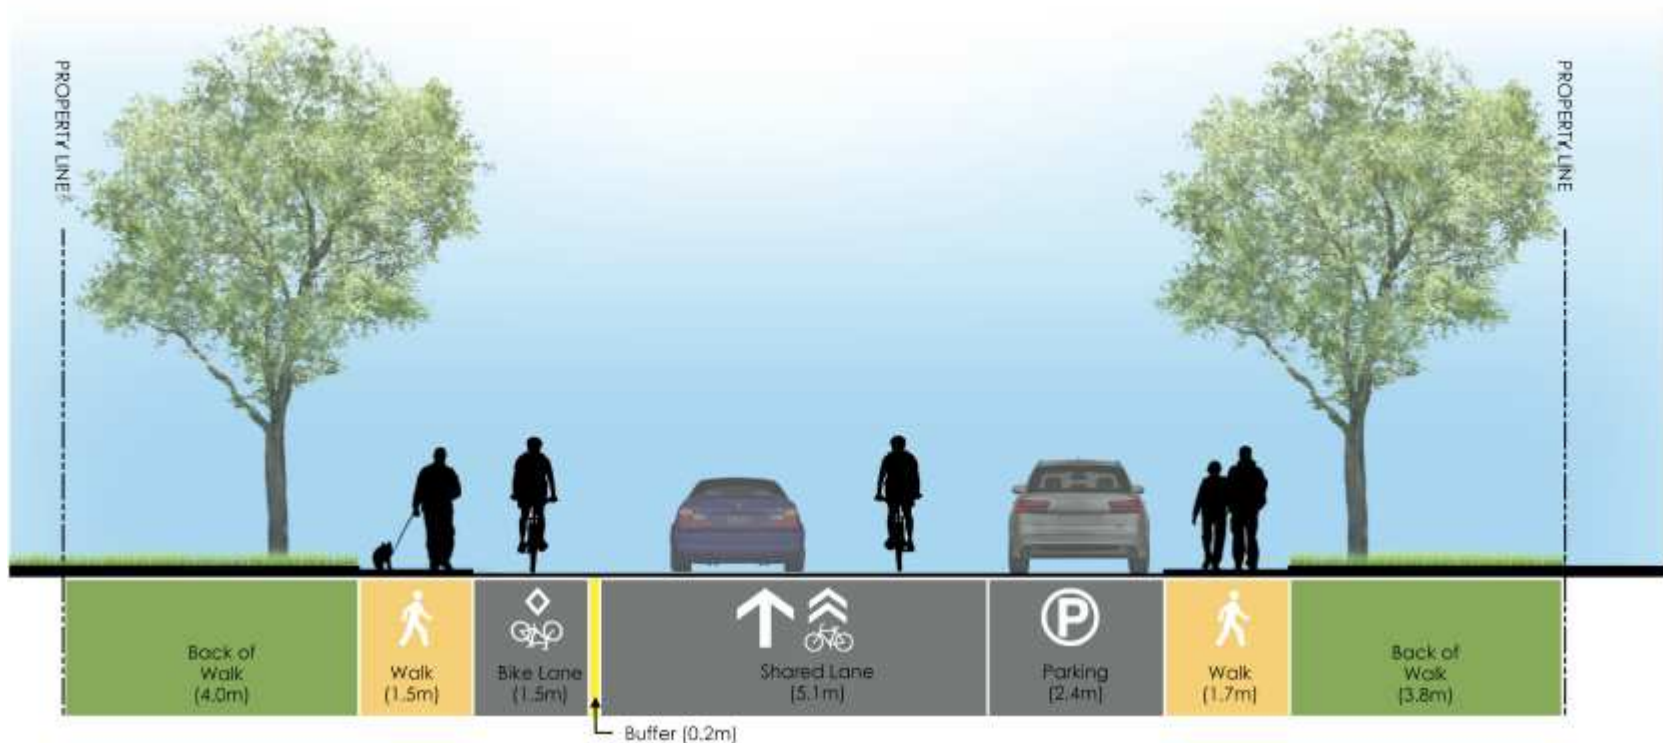 PROPERTY LINE
PROPERTY LINE
Back of
Walk
(4.0m)
Walk
(1.5m)
Bike Lane
(1.5m)
Shared Lane
(5.1m)
P
Parking
(2.4m)
Walk
(1.7m)
Back of
Walk
(3.8m)
Buffer (0.2m)